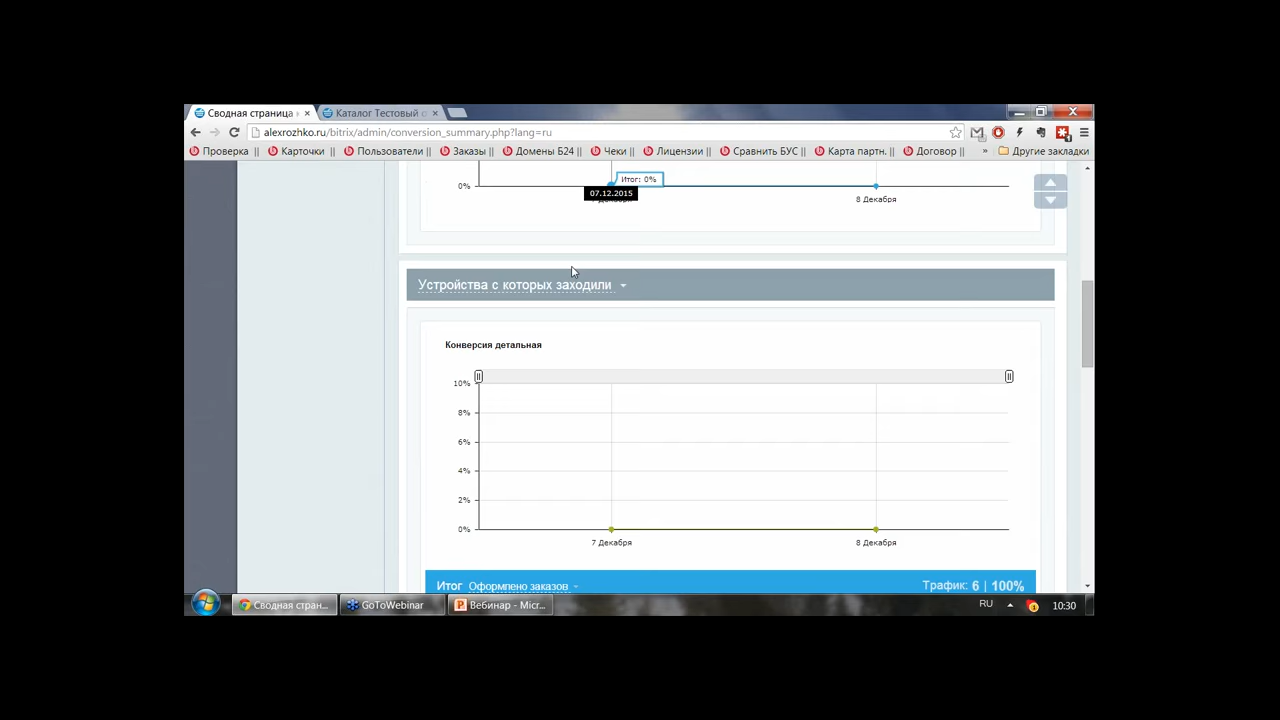 Сводная страница
Каталог Тестовый о
alexrozhko.ru/bitrix/admin/conversion_summary.php?lang=ru
Проверка || Карточки || Пользователи || Заказы || Домены Б24 || Чеки || Лицензии || Сравнить БУС || Карта партн. || Договор || » Другие закладки
0%
Итог: 0%
07.12.2015
8 Декабря
Устройства с которых заходили
Конверсия детальная
10%
8%
6%
4%
2%
0%
7 Декабря 8 Декабря
Итог Оформлено заказов Трафик: 6 | 100%
Сводная стран... GoToWebinar Вебинар - Micr... RU 10:30